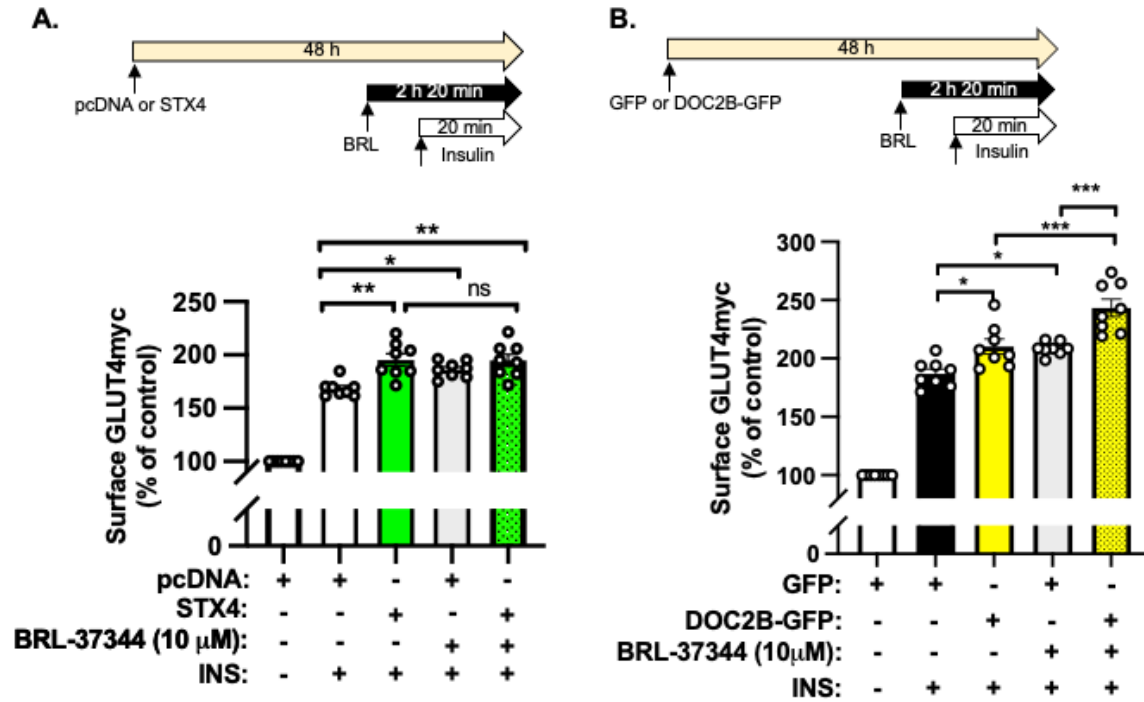 A.
48 h
pcDNA or STX4
2 h 20 min
BRL
20 min
Insulin
**
*
**
ns
Surface GLUT4myc
(% of control)
250
200
150
100
0
pcDNA: + + - + -
STX4: - - + - +
BRL-37344 (10 μM): - - - + +
INS: - + + + +
B.
48 h
GFP or DOC2B-GFP
2 h 20 min
BRL
20 min
Insulin
***
***
*
*
Surface GLUT4myc
(% of control)
300
250
200
150
100
0
GFP: + + - + -
DOC2B-GFP: - - + - +
BRL-37344 (10μM): - - - + +
INS: - + + + +